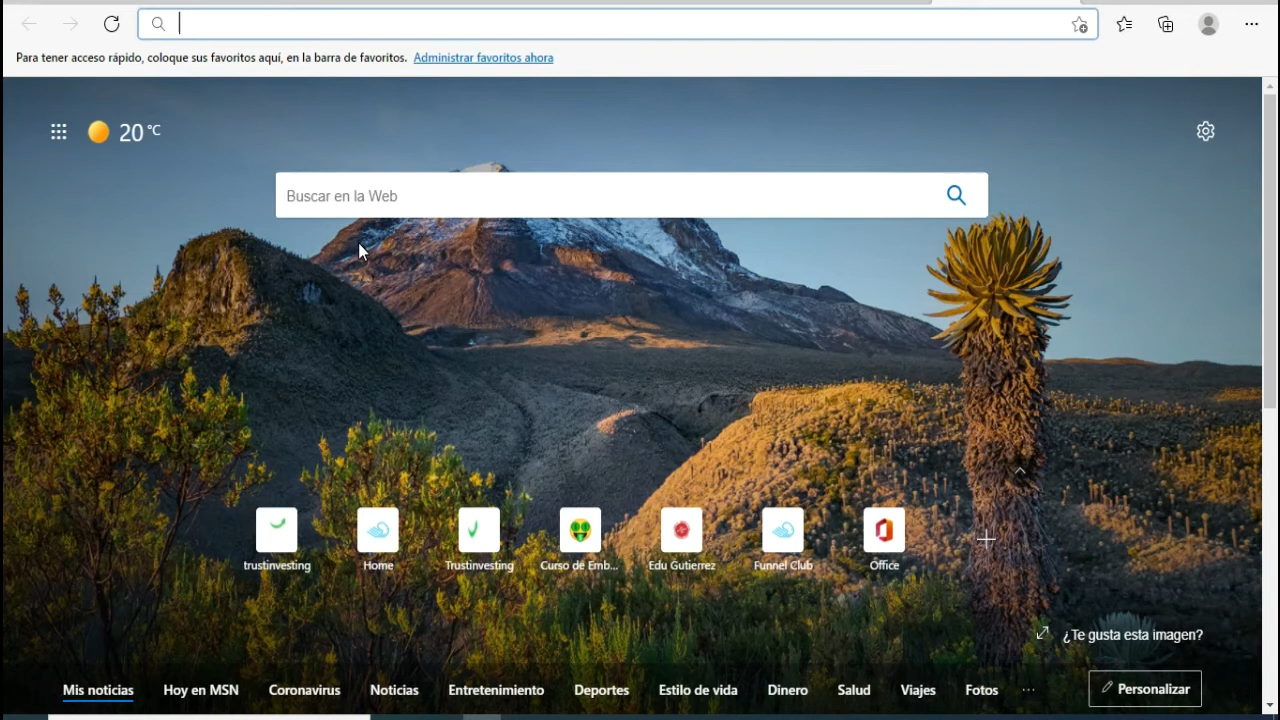 Para tener acceso rápido, coloque sus favoritos aquí, en la barra de favoritos. Administrar favoritos ahora
20 °C
Buscar en la Web
trustinvesting Home Trustinvesting Curso de Emb... Edu Gutierrez Funnel Club Office
¿Te gusta esta imagen?
Mis noticias Hoy en MSN Coronavirus Noticias Entretenimiento Deportes Estilo de vida Dinero Salud Viajes Fotos ... Personalizar